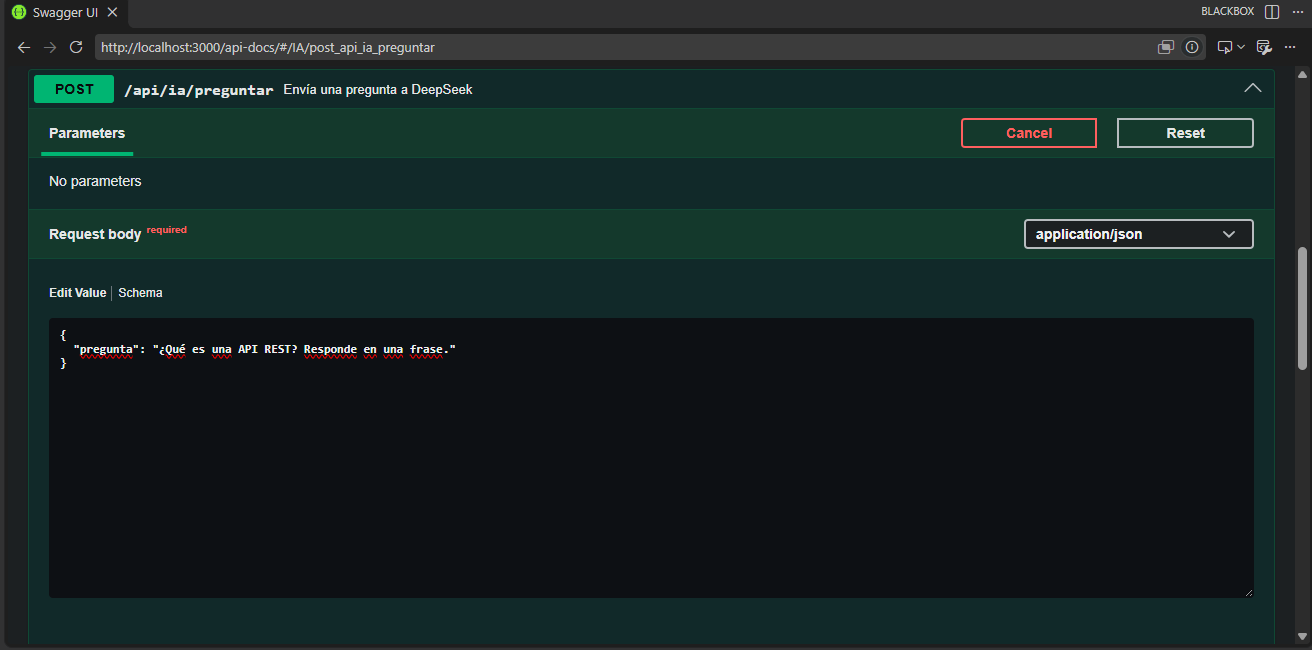 Swagger UI
BLACKBOX
http://localhost:3000/api-docs/#/IA/post_api_ia_preguntar
POST /api/ia/preguntar Envía una pregunta a DeepSeek
Parameters
Cancel
Reset
No parameters
Request body required
application/json
Edit Value | Schema
{
"pregunta": "¿Qué es una API REST? Responde en una frase."
}